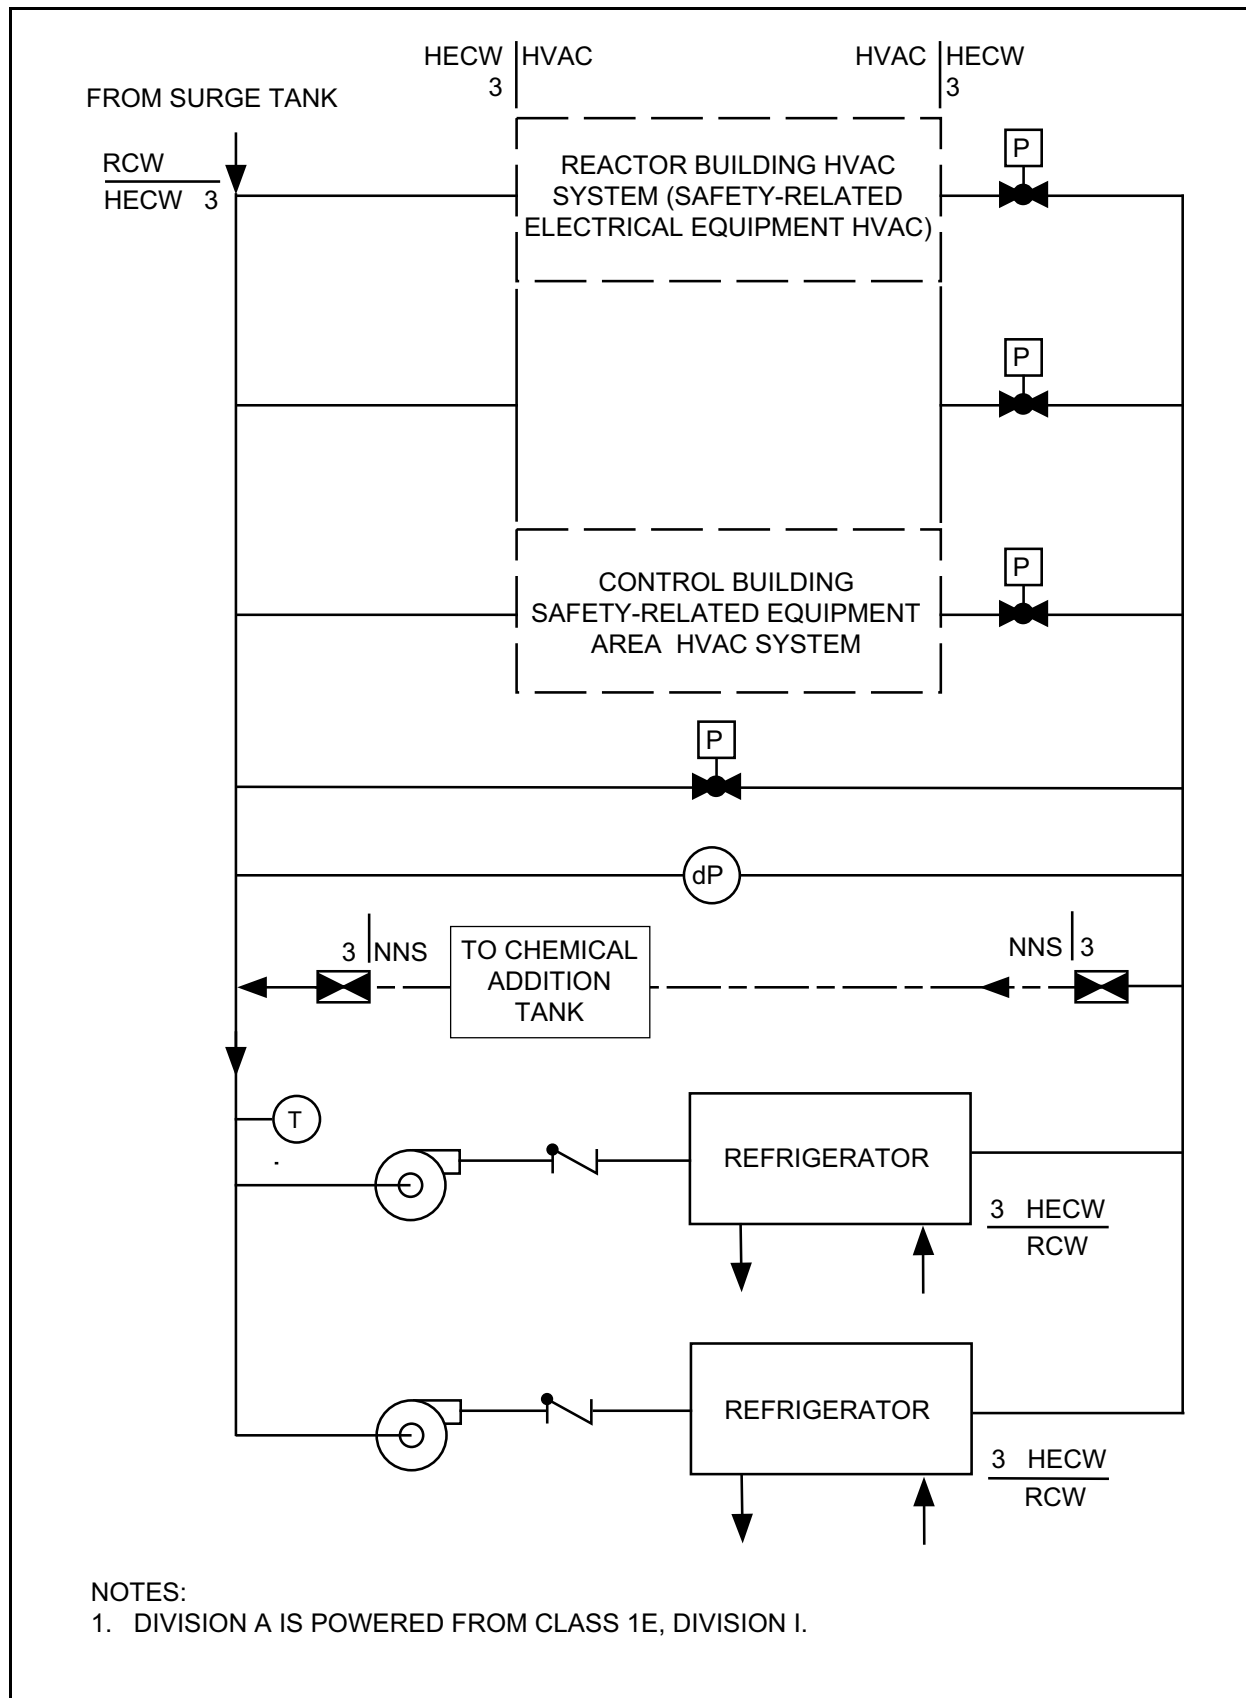 HECW HVAC HVAC HECW
3 3
FROM SURGE TANK
RCW
HECW 3
REACTOR BUILDING HVAC
SYSTEM (SAFETY-RELATED
ELECTRICAL EQUIPMENT HVAC)
P
P
CONTROL BUILDING
SAFETY-RELATED EQUIPMENT
AREA HVAC SYSTEM
P
P
dP
3 NNS
TO CHEMICAL
ADDITION
TANK
NNS 3
T
REFRIGERATOR
3 HECW
RCW
REFRIGERATOR
3 HECW
RCW
NOTES:
1. DIVISION A IS POWERED FROM CLASS 1E, DIVISION I.